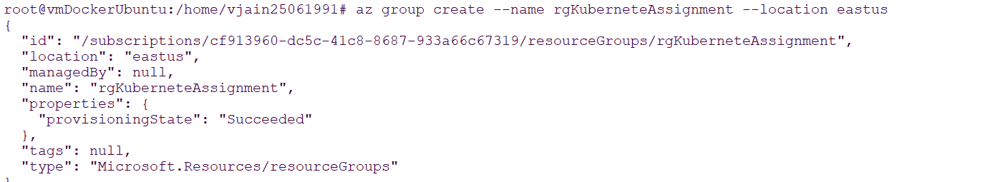 root@vmDockerUbuntu:/home/vjain25061991# az group create --name rgKuberneteAssignment --location eastus
{
  "id": "/subscriptions/cf913960-dc5c-41c8-8687-933a66c67319/resourceGroups/rgKuberneteAssignment",
  "location": "eastus",
  "managedBy": null,
  "name": "rgKuberneteAssignment",
  "properties": {
    "provisioningState": "Succeeded"
  },
  "tags": null,
  "type": "Microsoft.Resources/resourceGroups"